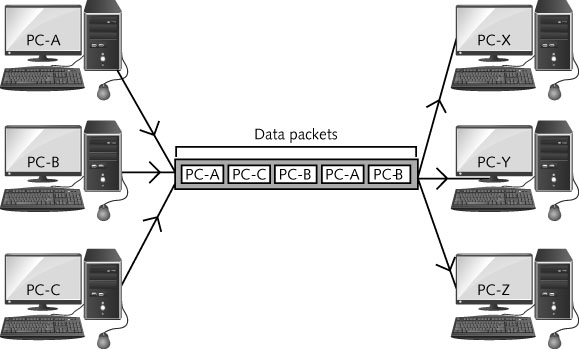 PC-A
PC-X
Data packets
PC-B
PC-A PC-C PC-B PC-A PC-B
PC-Y
PC-C
PC-Z